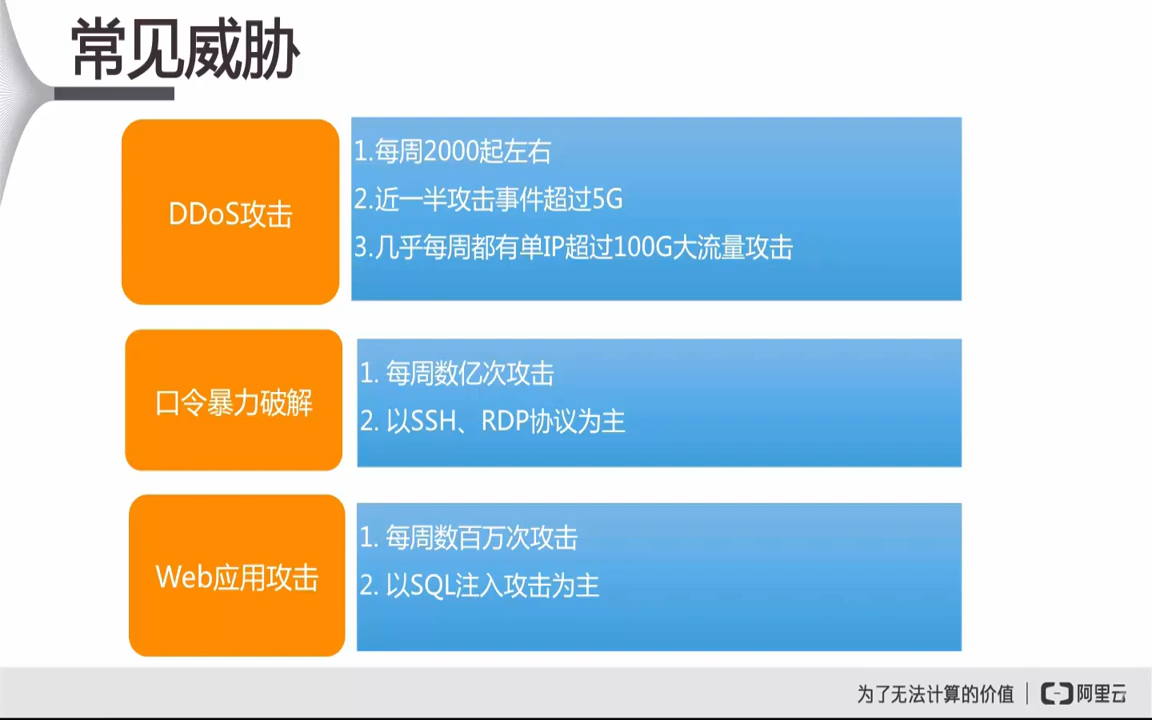 常见威胁
DDoS攻击
1.每周2000起左右
2.近一半攻击事件超过5G
3.几乎每周都有单IP超过100G大流量攻击
口令暴力破解
1. 每周数亿次攻击
2. 以SSH、RDP协议为主
Web应用攻击
1. 每周数百万次攻击
2. 以SQL注入攻击为主
为了无法计算的价值 | 阿里云